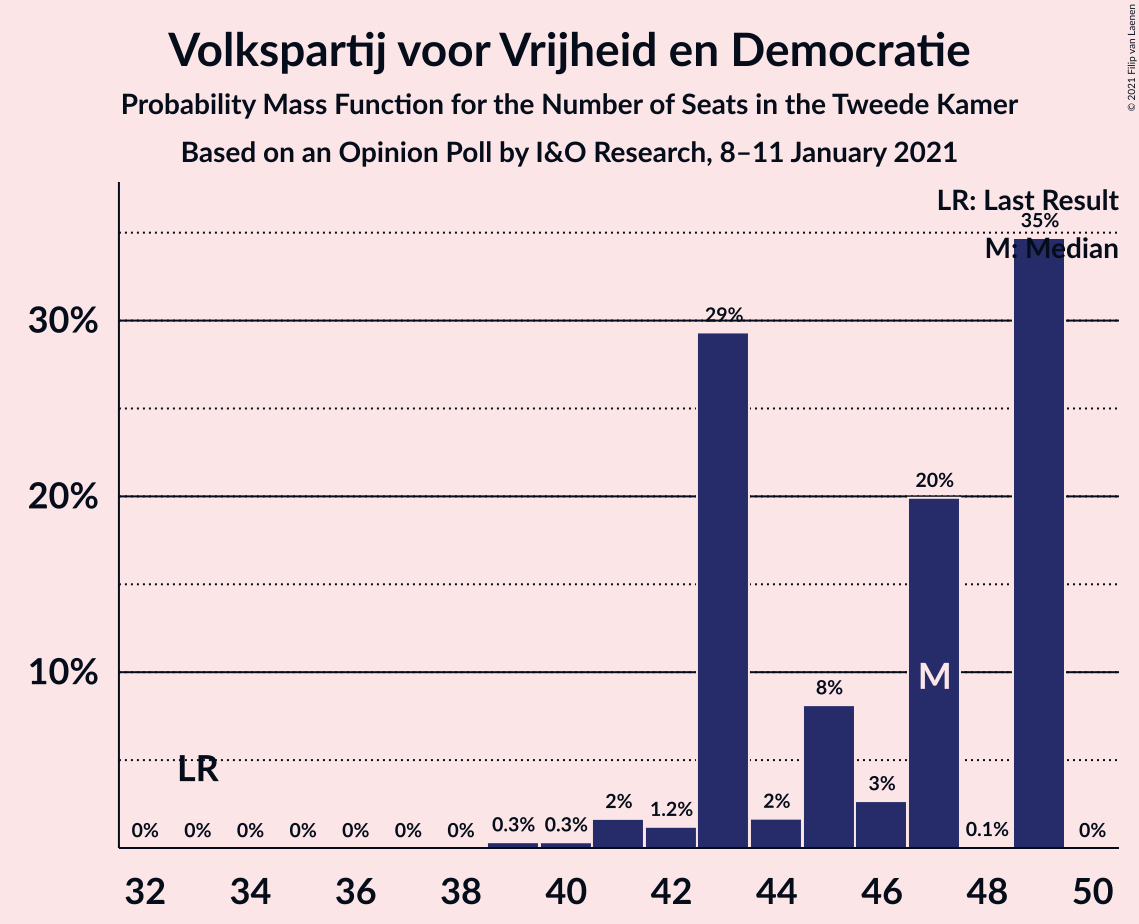 Volkspartij voor Vrijheid en Democratie
Probability Mass Function for the Number of Seats in the Tweede Kamer
Based on an Opinion Poll by I&O Research, 8–11 January 2021
© 2021 Filip van Laenen
LR: Last Result
M: Median
35%
30%
29%
20%
20%
10%
M
8%
LR
3%
2%
2%
1.2%
0% 0% 0% 0% 0% 0% 0% 0.3% 0.3% 0.1% 0%
32 34 36 38 40 42 44 46 48 50